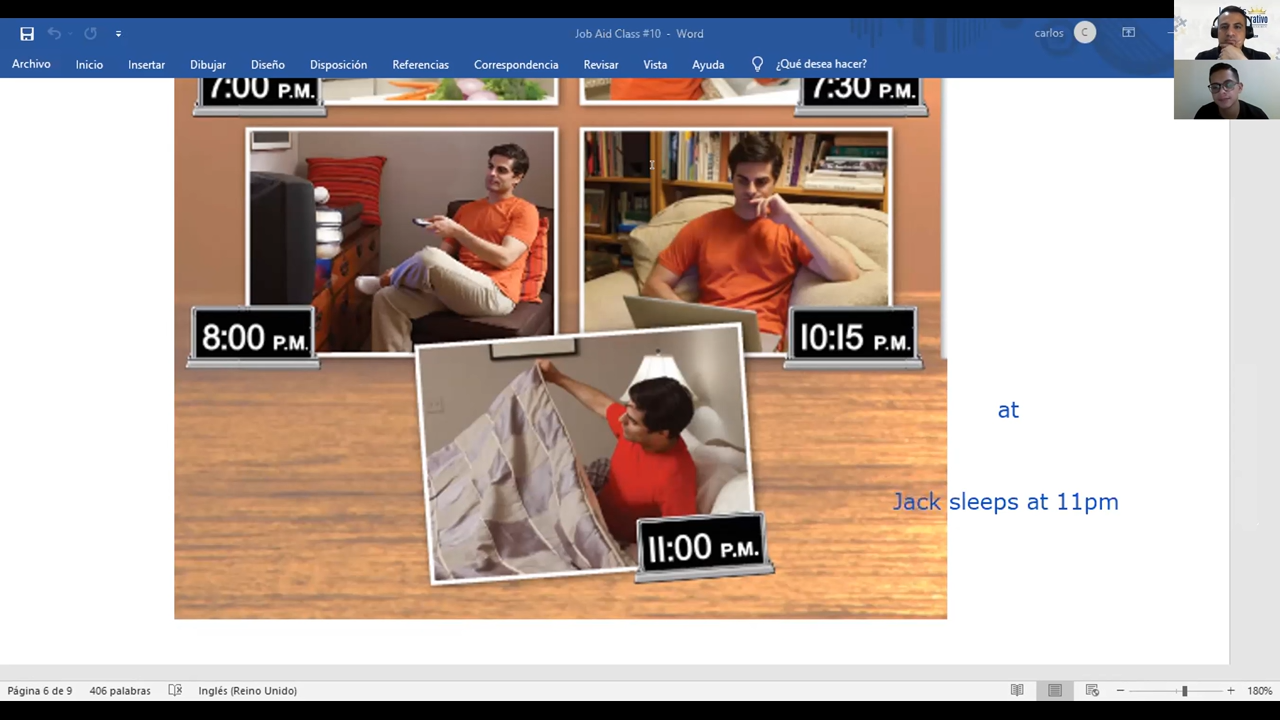 Job Aid Class #10 - Word
carlos
C
rativo
Archivo
Inicio
Insertar
Dibujar
Diseño
Disposición
Referencias
Correspondencia
Revisar
Vista
Ayuda
¿Qué desea hacer?
7:00 P.M.
7:30 P.M.
8:00 P.M.
10:15 P.M.
at
Jack sleeps at 11pm
11:00 P.M.
Página 6 de 9
406 palabras
Inglés (Reino Unido)
180%